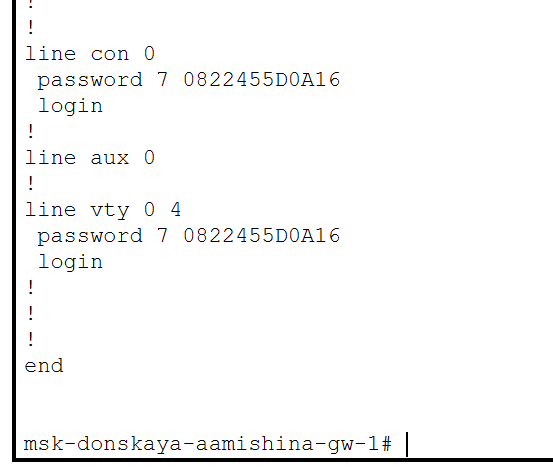 !
!
line con 0
 password 7 0822455D0A16
 login
!
line aux 0
!
line vty 0 4
 password 7 0822455D0A16
 login
!
!
!
end
msk-donskaya-aamishina-gw-1#